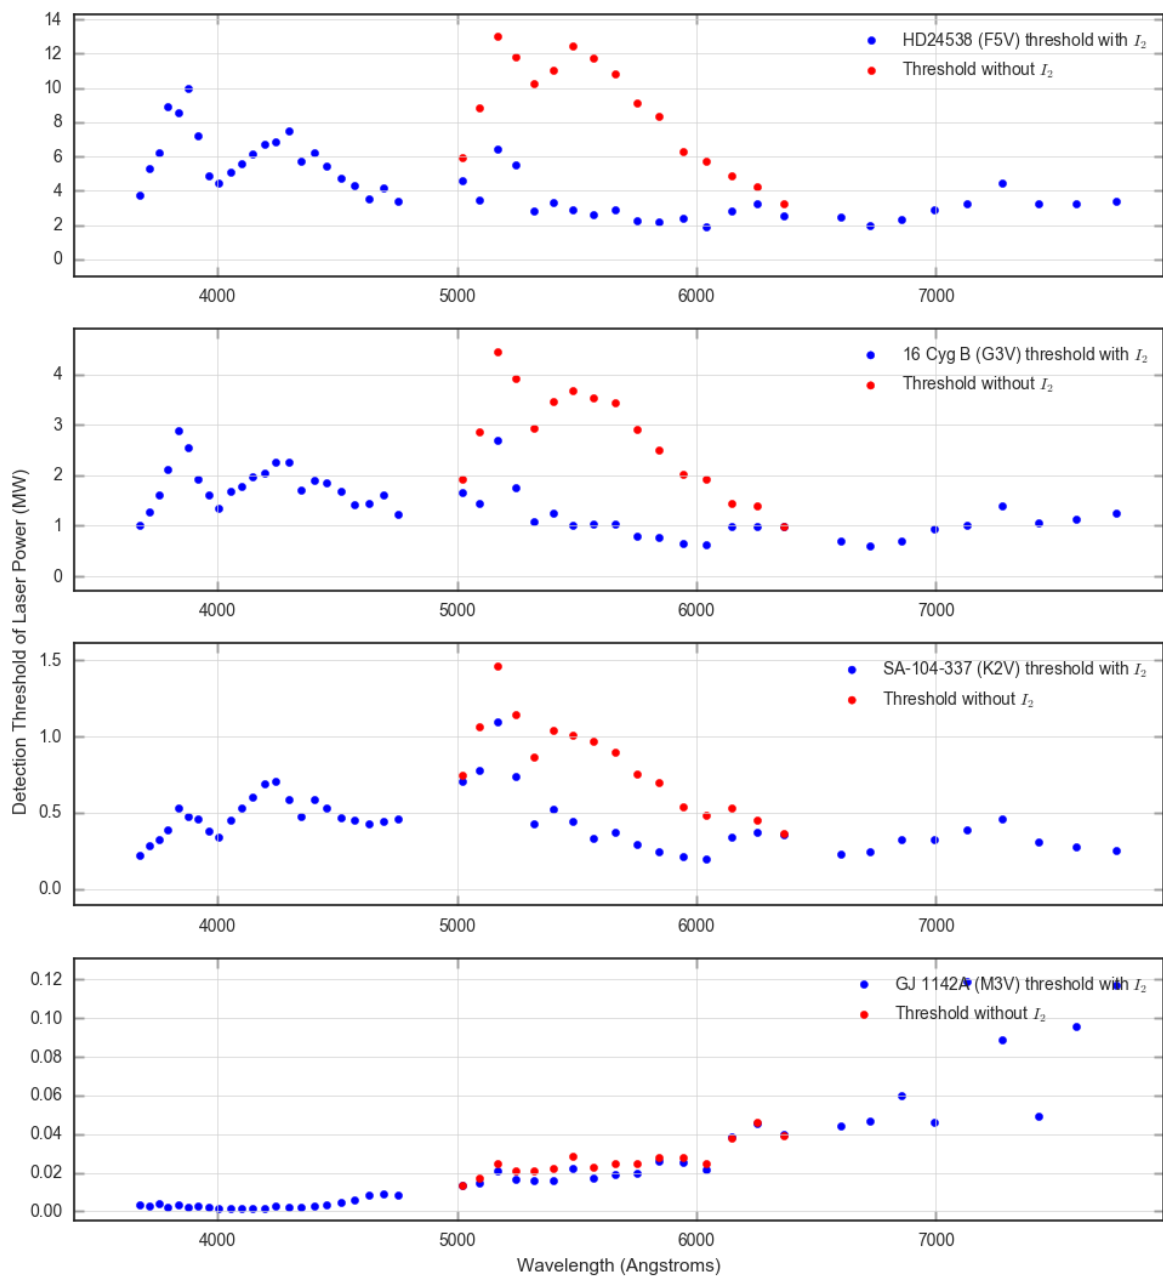 Detection Threshold of Laser Power (MW)
14
12
10
8
6
4
2
0
HD24538 (F5V) threshold with I₂
Threshold without I₂
4000 5000 6000 7000
4
3
2
1
0
16 Cyg B (G3V) threshold with I₂
Threshold without I₂
4000 5000 6000 7000
1.5
1.0
0.5
0.0
SA-104-337 (K2V) threshold with I₂
Threshold without I₂
4000 5000 6000 7000
0.12
0.10
0.08
0.06
0.04
0.02
0.00
GJ 1142A (M3V) threshold with I₂
Threshold without I₂
4000 5000 6000 7000
Wavelength (Angstroms)